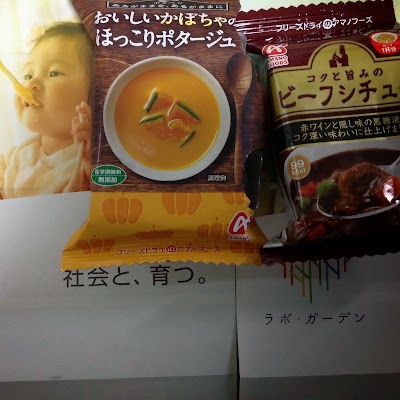 おいしいかぼちゃの
ほっこりポタージュ
化学調味料
無添加
調理例
フリーズドライのアマノフーズ
フリーズドライのアマノフーズ
AMANO FOODS
コクと旨みの
ビーフシチュー
赤ワインと隠し味の黒糖液
コク深い味わいに仕上げま
99
kcal
社会と、育つ。
ラボ・ガーデン